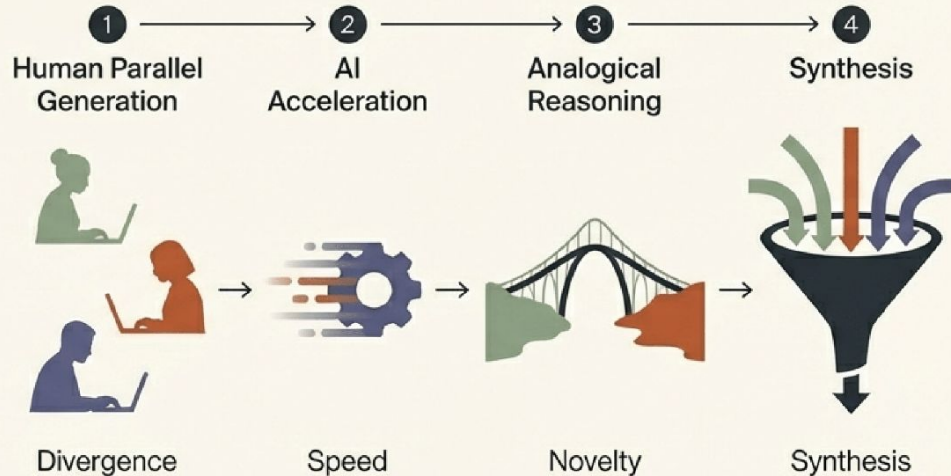 1
2
3
4
Human Parallel
Generation
AI
Acceleration
Analogical
Reasoning
Synthesis
Divergence
Speed
Novelty
Synthesis